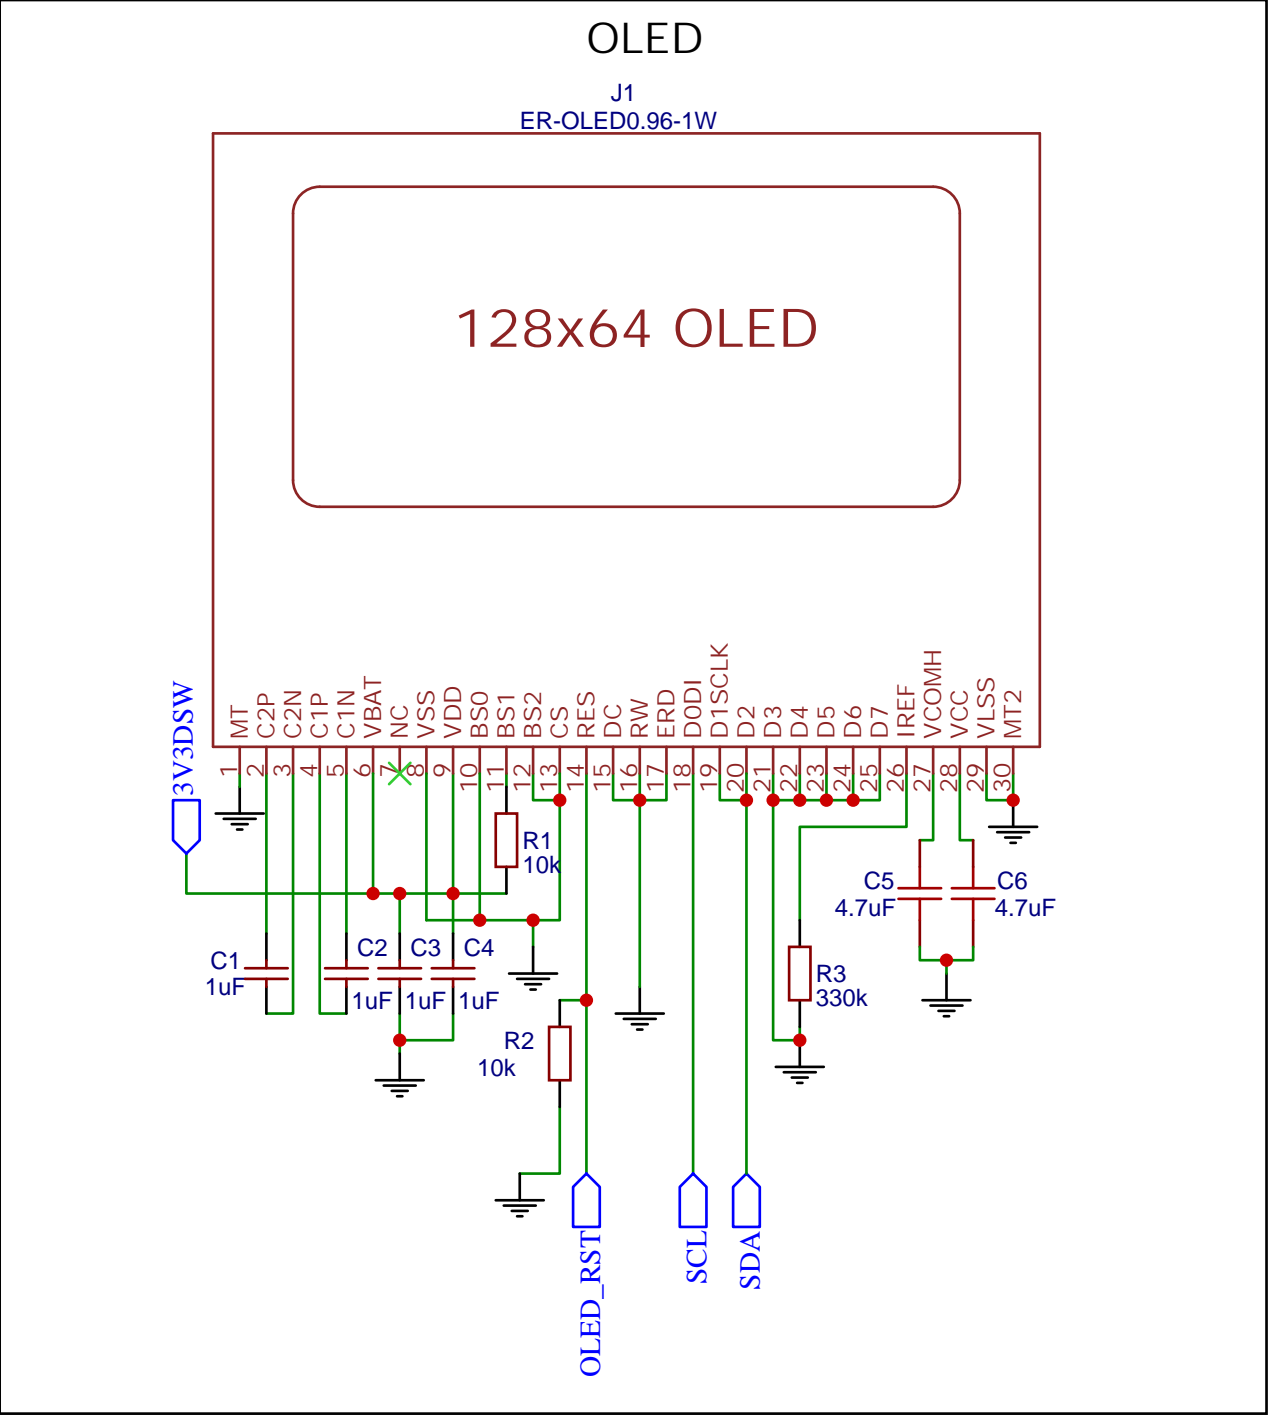 OLED
J1
ER-OLED0.96-1W
128x64 OLED
MT
C2P
C2N
C1P
C1N
VBAT
NC
VSS
VDD
BS0
BS1
BS2
CS
RES
DC
RW
ERD
D0DI
D1SCLK
D2
D3
D4
D5
D6
D7
IREF
VCOMH
VCC
VLSS
MT2
1
2
3
4
5
6
7
8
9
10
11
12
13
14
15
16
17
18
19
20
21
22
23
24
25
26
27
28
29
30
3V3DSW
R1
10k
C5
4.7uF
C6
4.7uF
C1
1uF
C2
1uF
C3
1uF
C4
1uF
R3
330k
R2
10k
OLED_RST
SCL
SDA